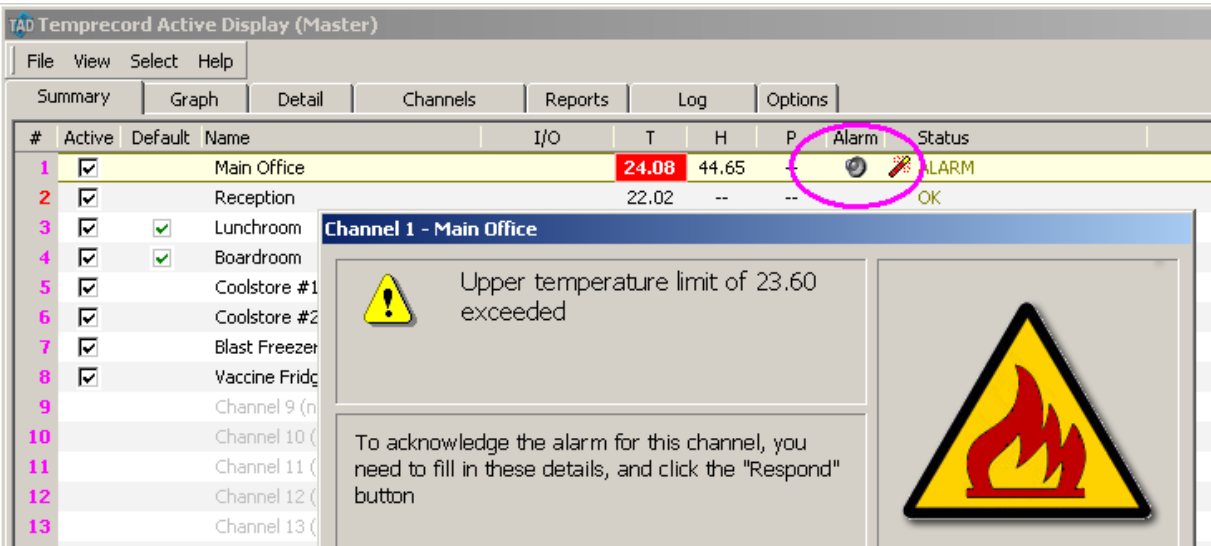 TAD Temprecord Active Display (Master)
File View Select Help
Summary Graph Detail Channels Reports Log Options
# Active Default Name I/O T H P Alarm Status
1 Main Office 24.08 44.65 -- ALARM
2 Reception 22.02 -- -- OK
3 Lunchroom
4 Boardroom
5 Coolstore #1
6 Coolstore #2
7 Blast Freezer
8 Vaccine Fridg
9 Channel 9 (n
10 Channel 10 (
11 Channel 11 (
12 Channel 12 (
13 Channel 13 (
Channel 1 - Main Office
Upper temperature limit of 23.60
exceeded
To acknowledge the alarm for this channel, you
need to fill in these details, and click the "Respond"
button